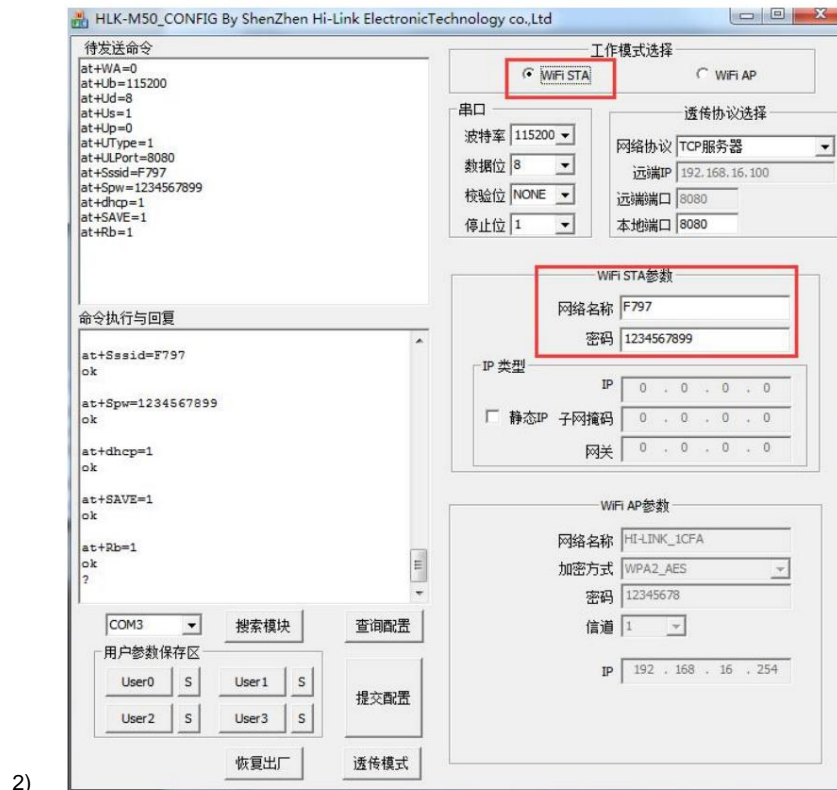 HLK-M50_CONFIG By ShenZhen Hi-Link ElectronicTechnology co.,Ltd
待发送命令
at+WA=0
at+Ub=115200
at+Ud=8
at+Us=1
at+Up=0
at+UType=1
at+ULPort=8080
at+Sssid=F797
at+Spw=1234567899
at+dhcp=1
at+SAVE=1
at+Rb=1
命令执行与回复
at+Sssid=F797
ok
at+Spw=1234567899
ok
at+dhcp=1
ok
at+SAVE=1
ok
at+Rb=1
ok
?
COM3
搜索模块
查询配置
用户参数保存区
User0 S User1 S
User2 S User3 S
提交配置
恢复出厂
透传模式
工作模式选择
WiFi STA WiFi AP
串口
波特率 115200
数据位 8
校验位 NONE
停止位 1
透传协议选择
网络协议 TCP服务器
远端IP 192.168.16.100
远端端口 8080
本地端口 8080
WiFi STA参数
网络名称 F797
密码 1234567899
IP 类型
IP 0 . 0 . 0 . 0
静态IP 子网掩码 0 . 0 . 0 . 0
网关 0 . 0 . 0 . 0
WiFi AP参数
网络名称 HI-LINK_1CFA
加密方式 WPA2_AES
密码 12345678
信道 1
IP 192 . 168 . 16 . 254
2)